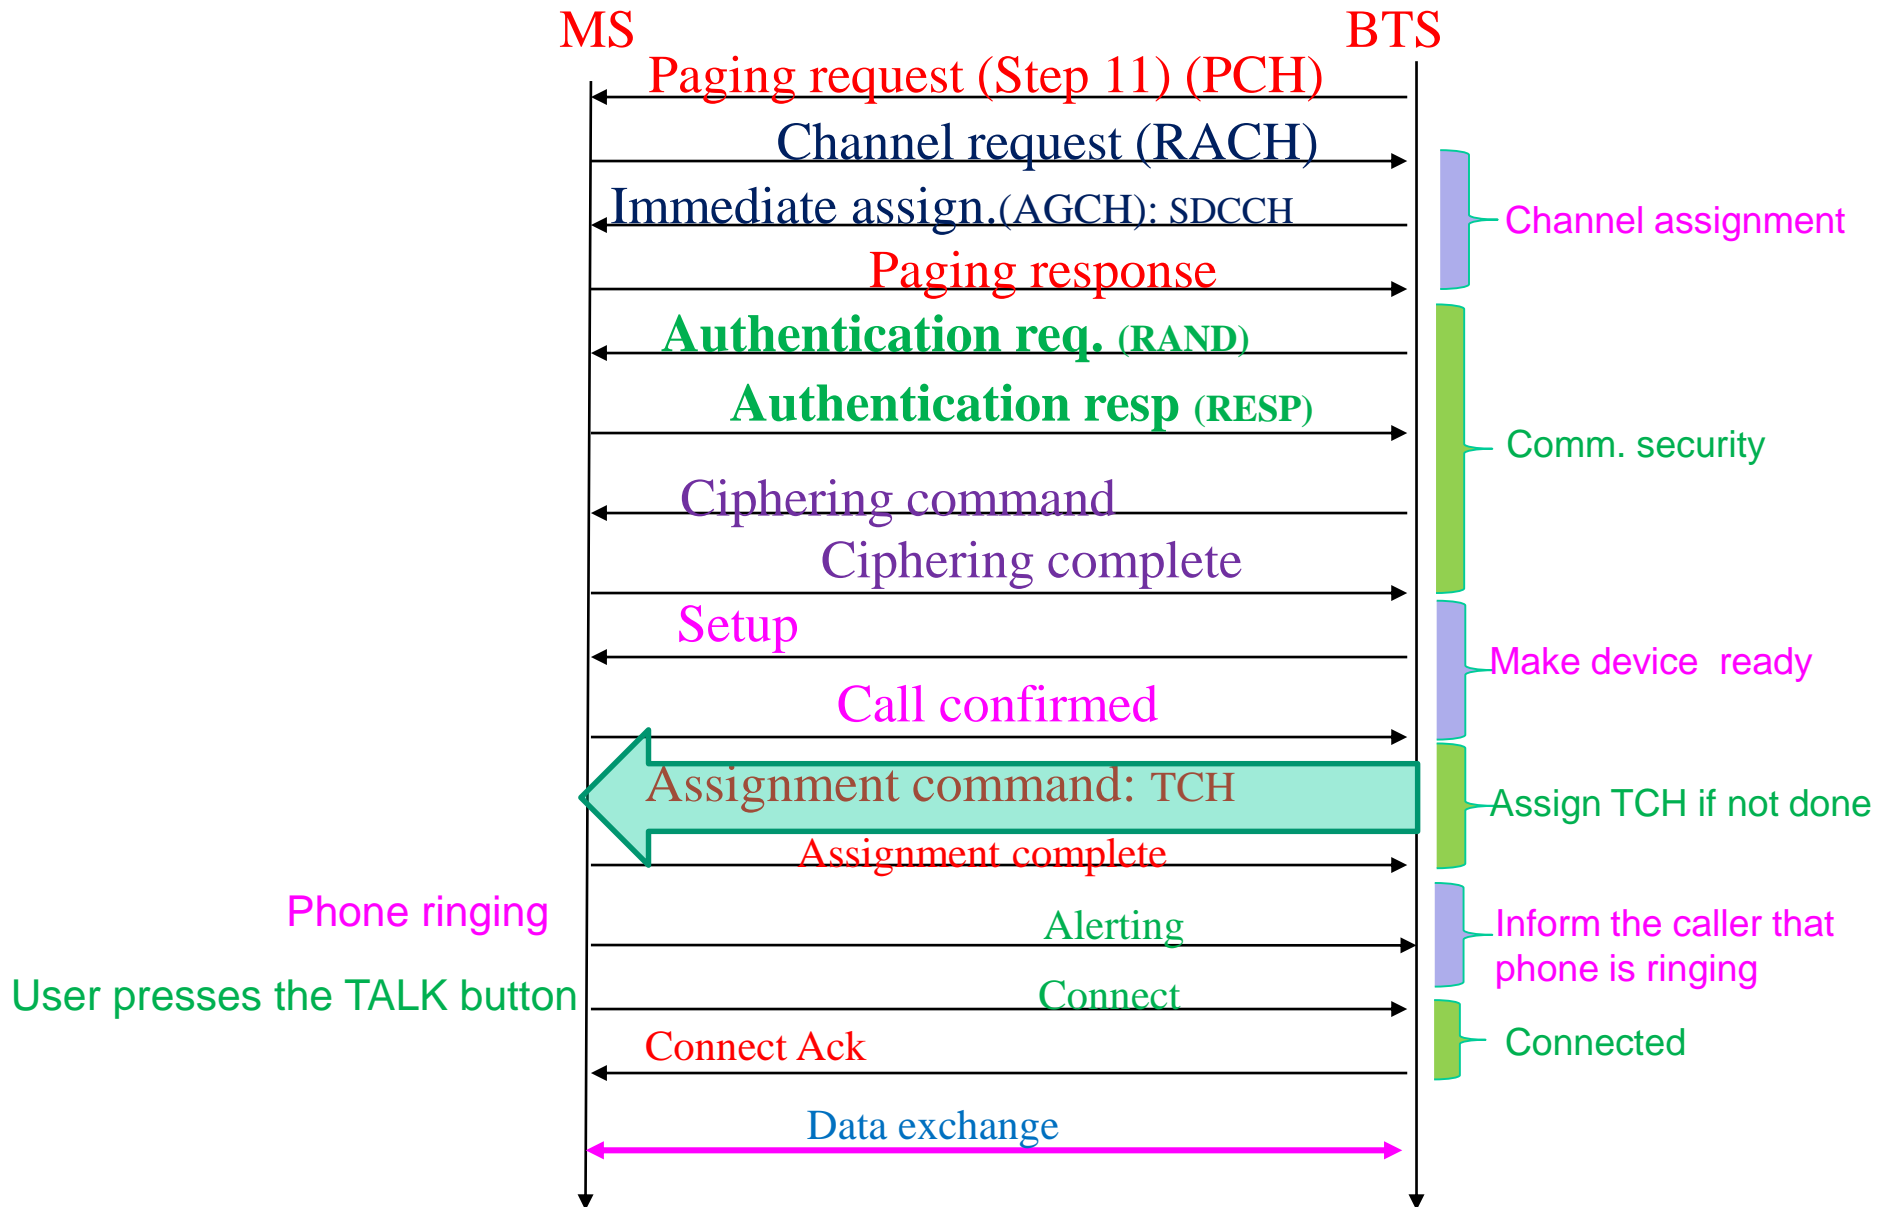 MS
BTS
Paging request (Step 11) (PCH)
Channel request (RACH)
Immediate assign.(AGCH): SDCCH
Channel assignment
Paging response
Authentication req. (RAND)
Authentication resp (RESP)
Comm. security
Ciphering command
Ciphering complete
Setup
Make device  ready
Call confirmed
Assignment command: TCH
Assign TCH if not done
Assignment complete
Phone ringing
Alerting
Inform the caller that
phone is ringing
User presses the TALK button
Connect
Connect Ack
Connected
Data exchange